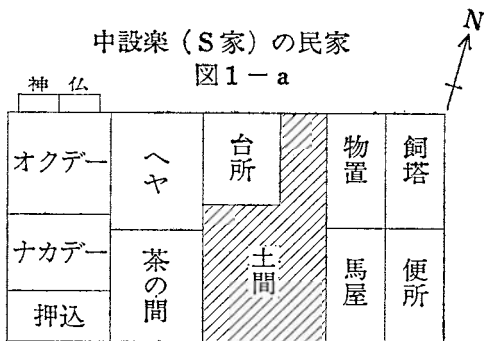 中設楽（S家）の民家
図1－a
N
神 仏
オクデー
ヘヤ
台所
物置
飼塔
ナカデー
茶の間
土間
馬屋
便所
押込